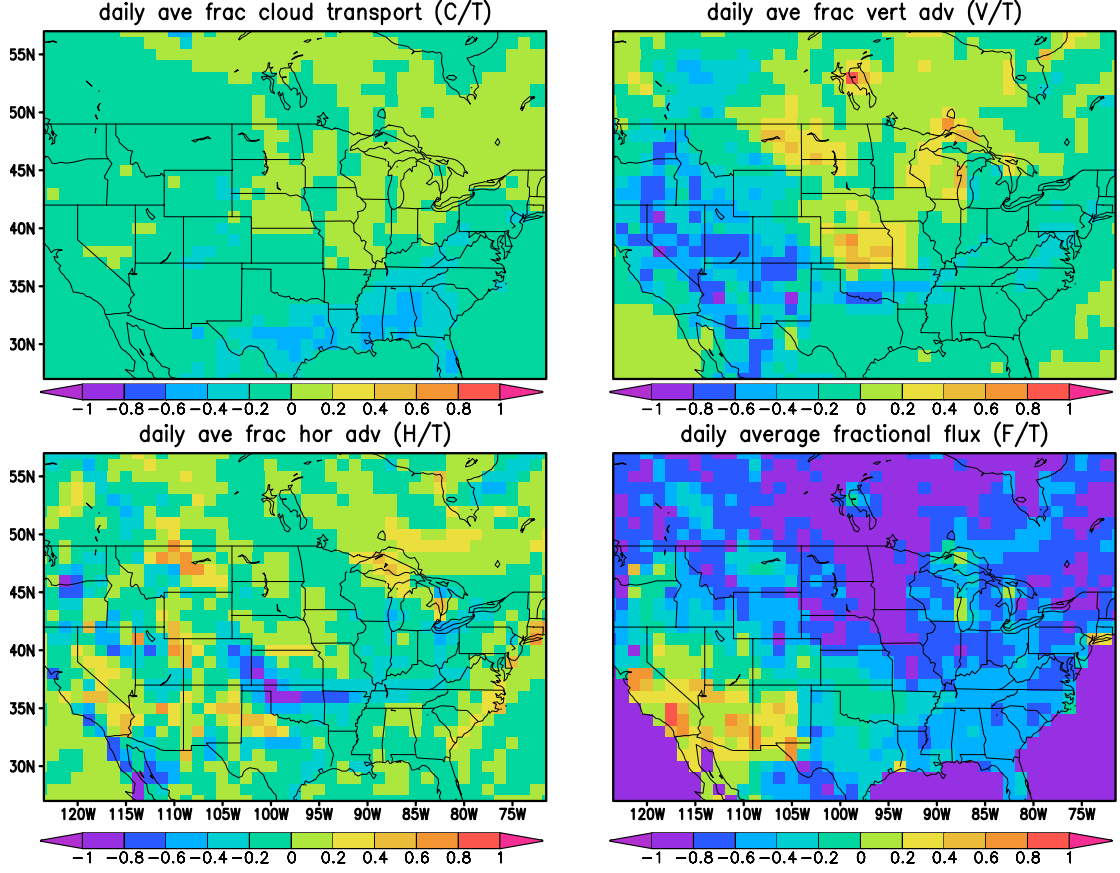 daily ave frac cloud transport (C/T)
55N
50N
45N
40N
35N
30N
−1 −0.8 −0.6 −0.4 −0.2 0 0.2 0.4 0.6 0.8 1
daily ave frac vert adv (V/T)
−1 −0.8 −0.6 −0.4 −0.2 0 0.2 0.4 0.6 0.8 1
daily ave frac hor adv (H/T)
55N
50N
45N
40N
35N
30N
120W 115W 110W 105W 100W 95W 90W 85W 80W 75W
−1 −0.8 −0.6 −0.4 −0.2 0 0.2 0.4 0.6 0.8 1
daily average fractional flux (F/T)
120W 115W 110W 105W 100W 95W 90W 85W 80W 75W
−1 −0.8 −0.6 −0.4 −0.2 0 0.2 0.4 0.6 0.8 1